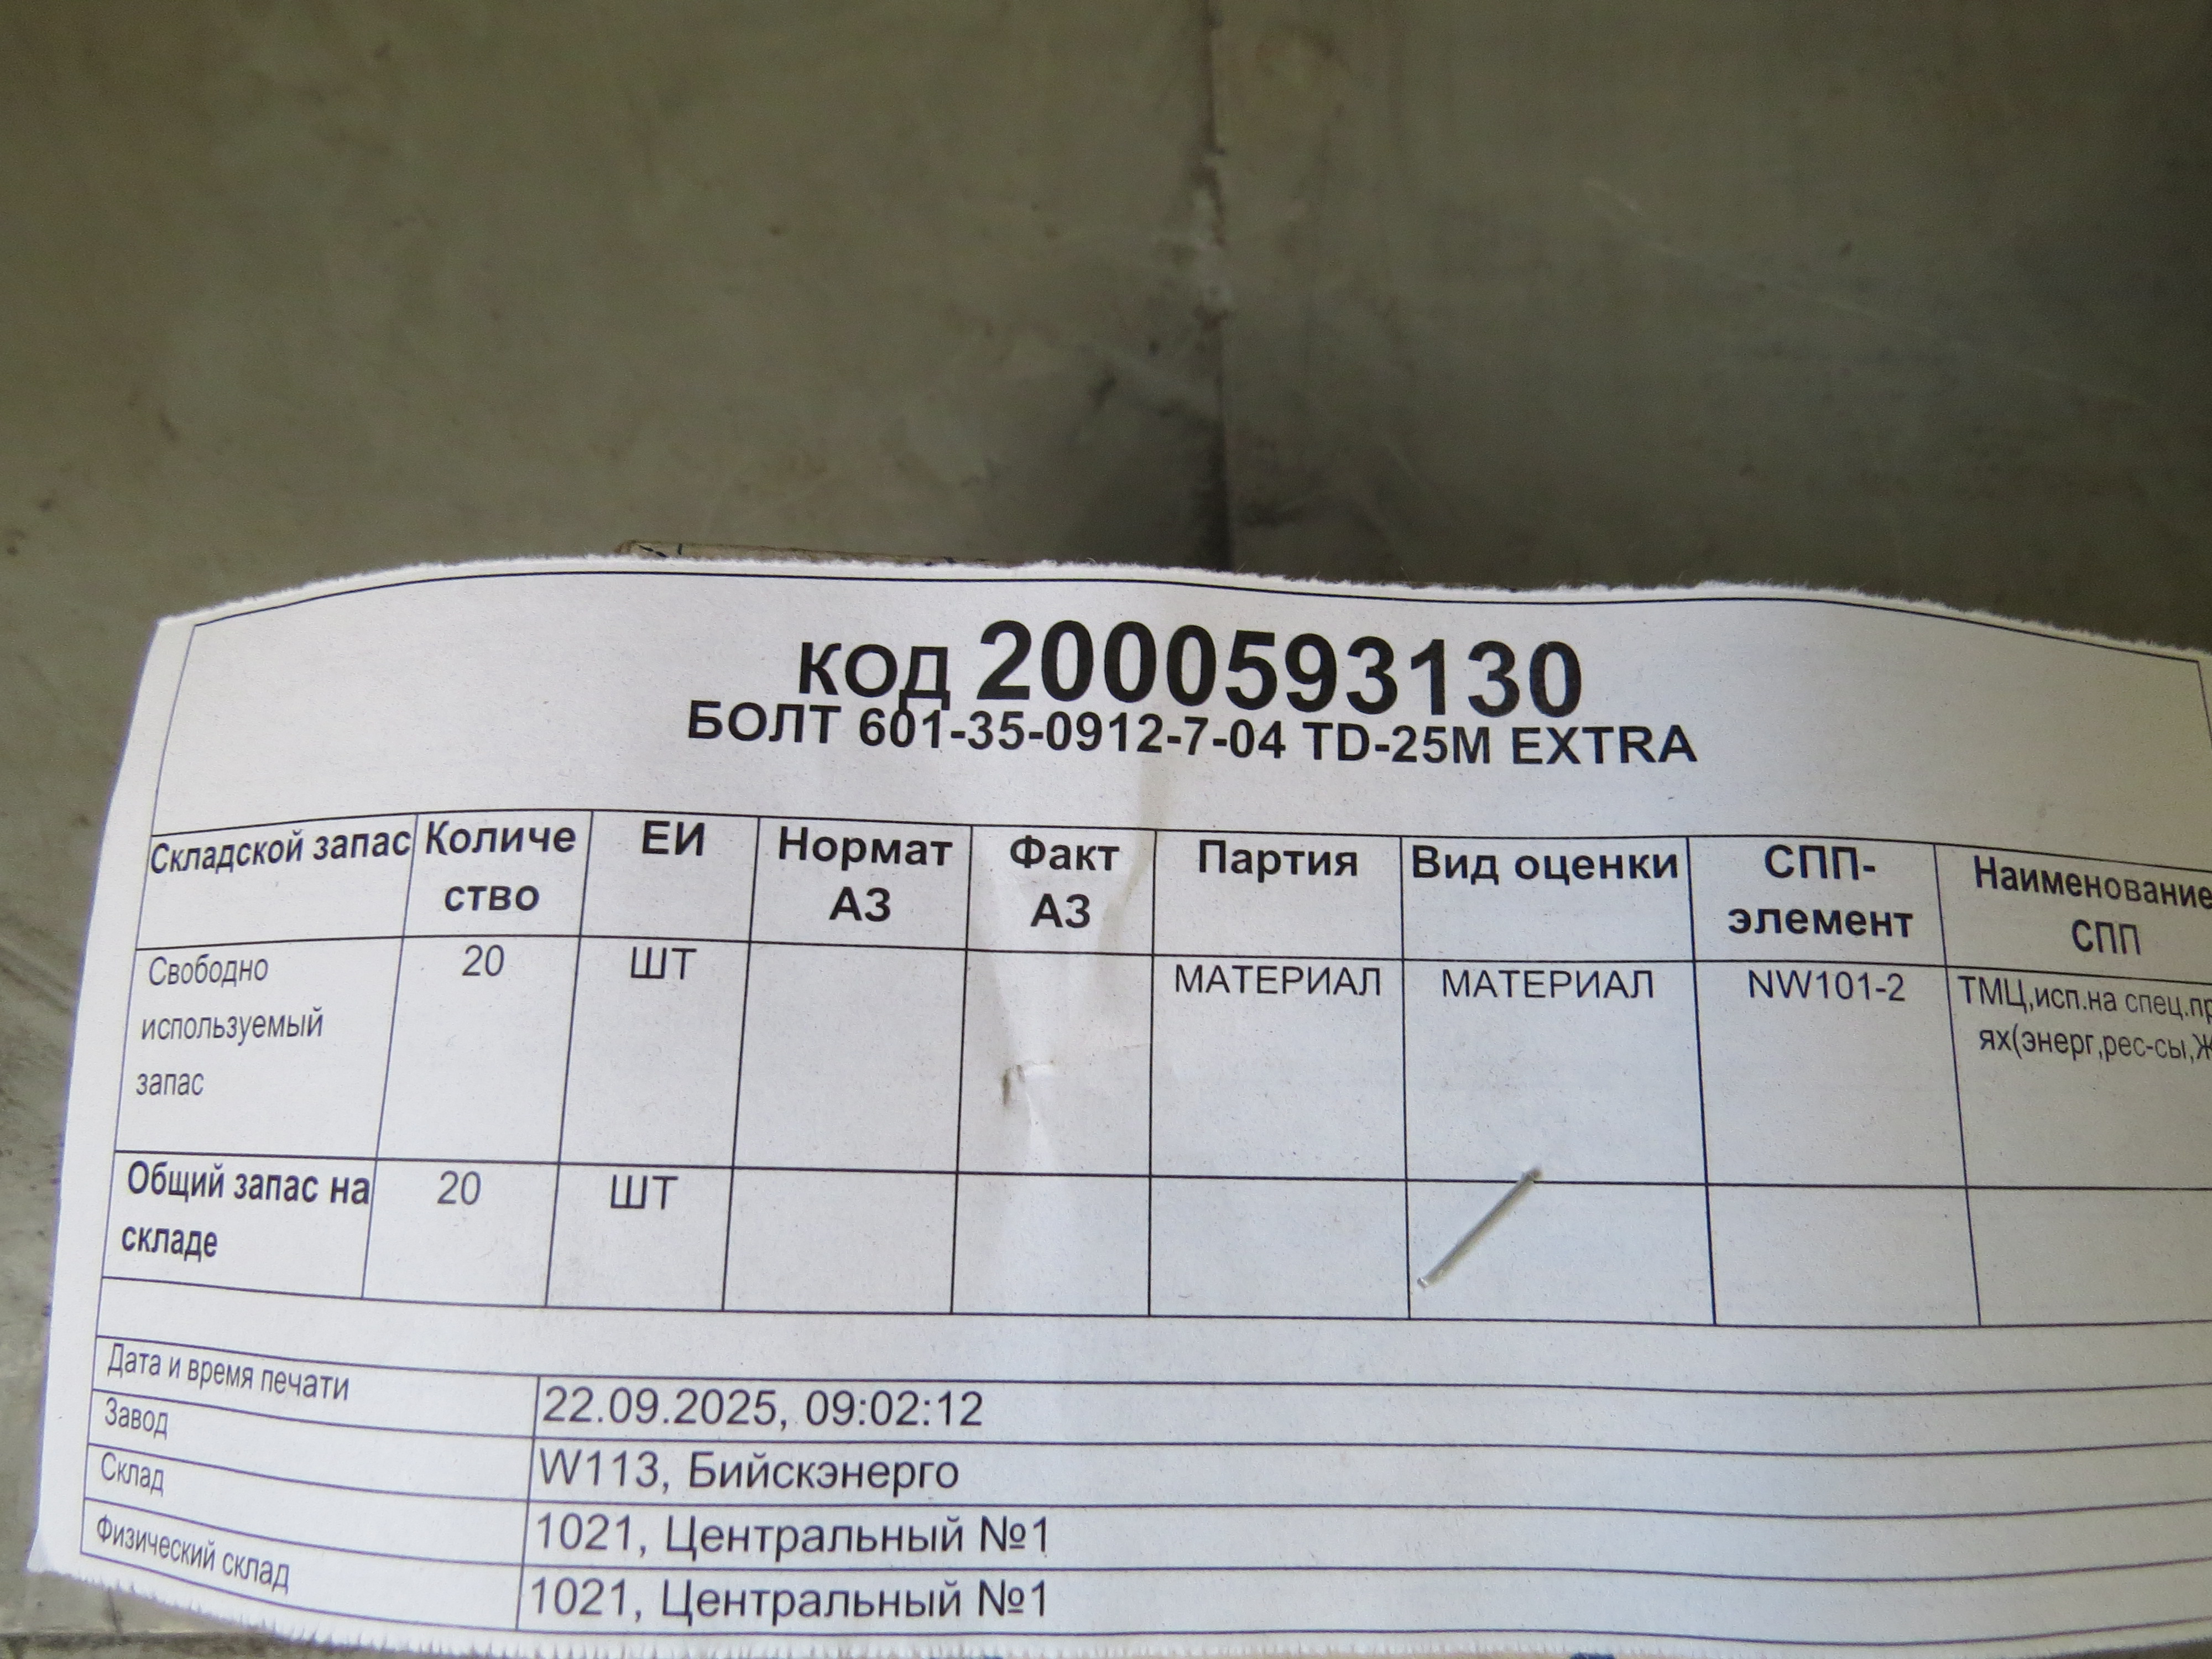 КОД 2000593130
БОЛТ 601-35-0912-7-04 TD-25M EXTRA
Складской запас Количе ЕИ Нормат Факт Партия Вид оценки СПП- Наименование
ство АЗ АЗ элемент СПП
Свободно 20 ШТ МАТЕРИАЛ МАТЕРИАЛ NW101-2 ТМЦ,исп.на спец.пр
используемый ях(энерг,рес-сы,Ж
запас
Общий запас на 20 ШТ
складе
Дата и время печати 22.09.2025, 09:02:12
Завод W113, Бийскэнерго
Склад 1021, Центральный №1
Физический склад 1021, Центральный №1